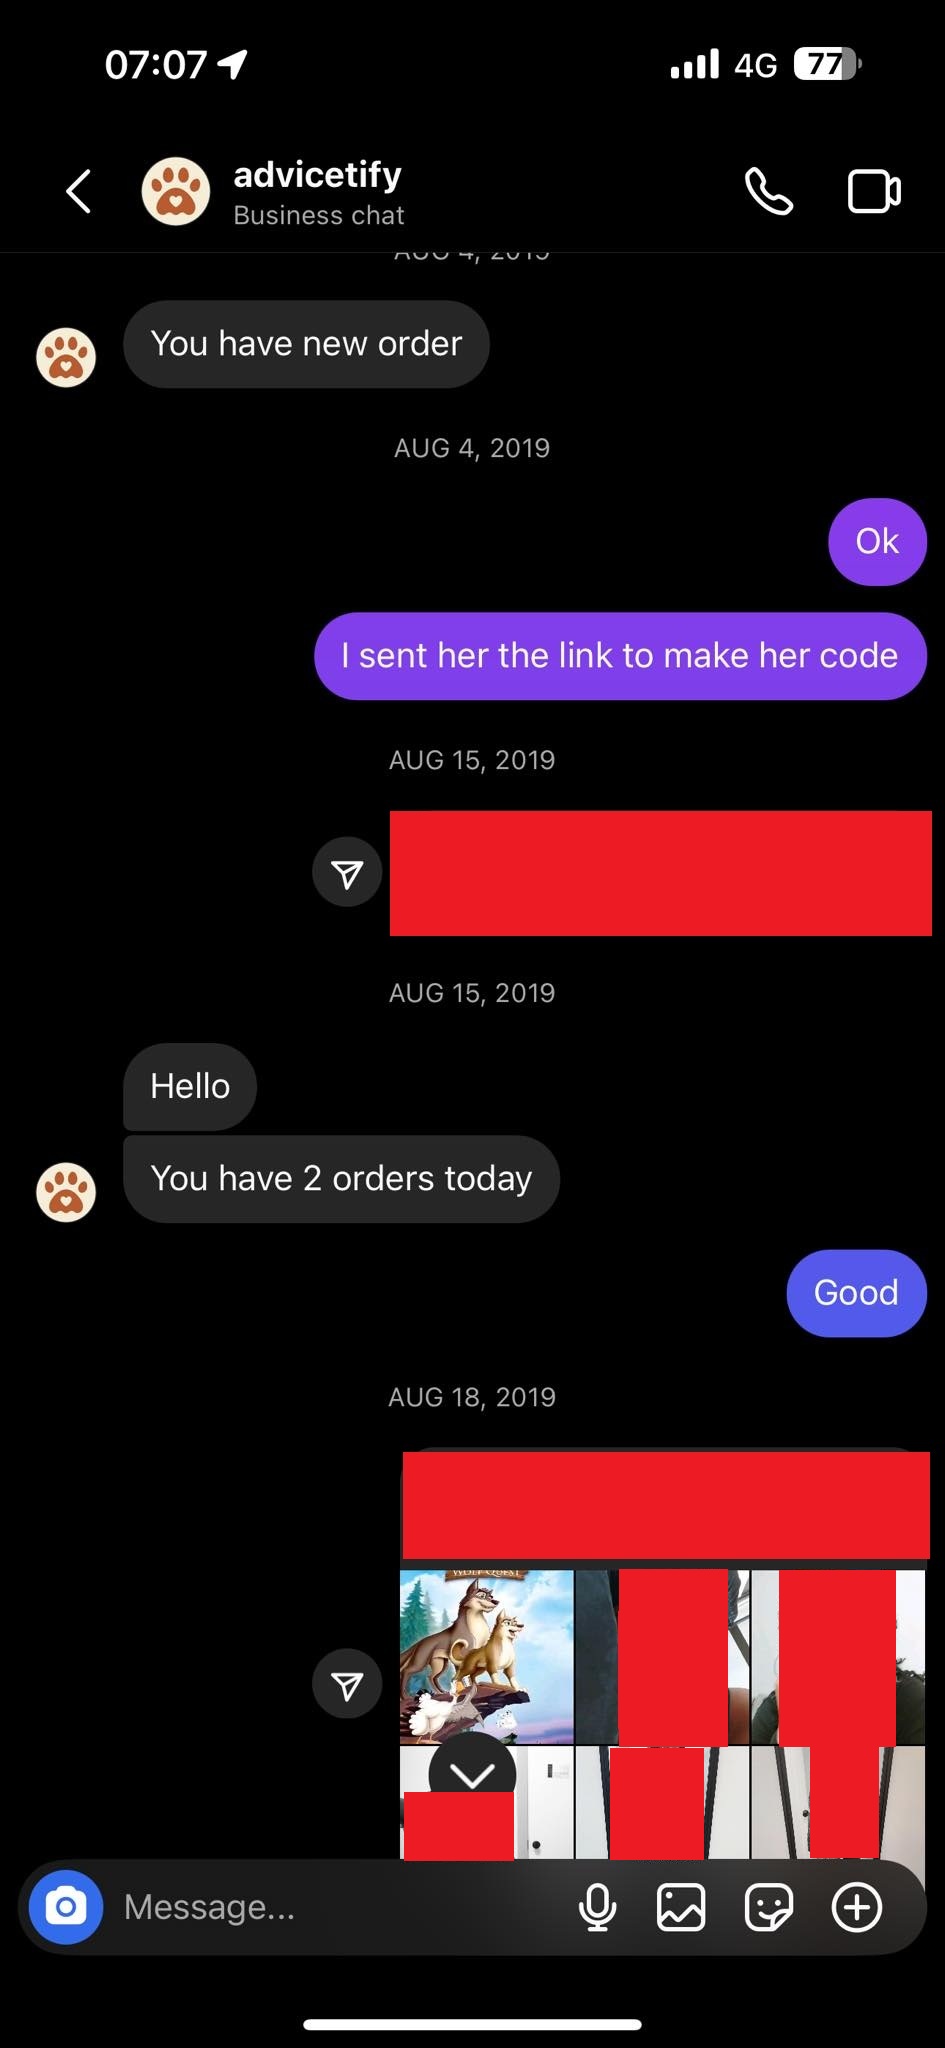 07:07
4G
77
advicetify
Business chat
AUG 4, 2019
You have new order
AUG 4, 2019
Ok
I sent her the link to make her code
AUG 15, 2019
AUG 15, 2019
Hello
You have 2 orders today
Good
AUG 18, 2019
WOLF QUEST
Message...